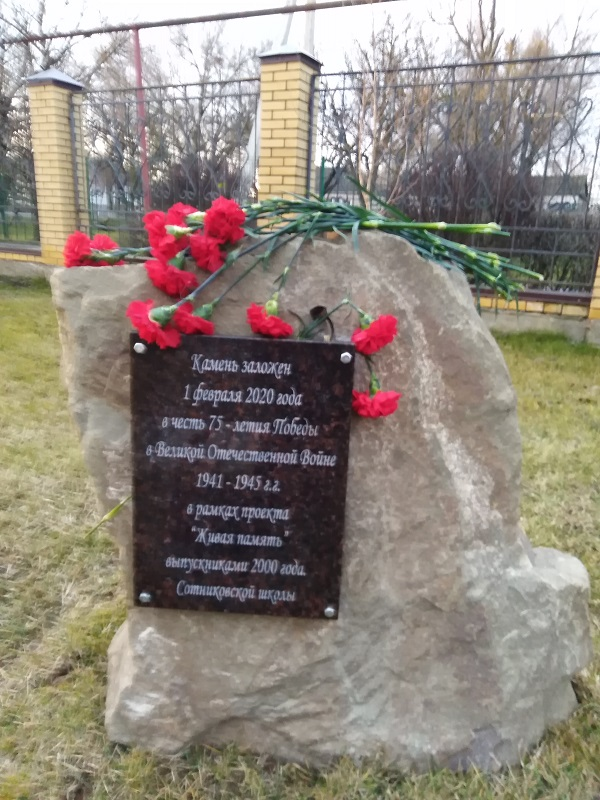 Камень заложен
1 февраля 2020 года
в честь 75 - летия Победы
в Великой Отечественной Войне
1941 - 1945 г.г.
в рамках проекта
"Живая память"
выпускниками 2000 года.
Сотниковской школы